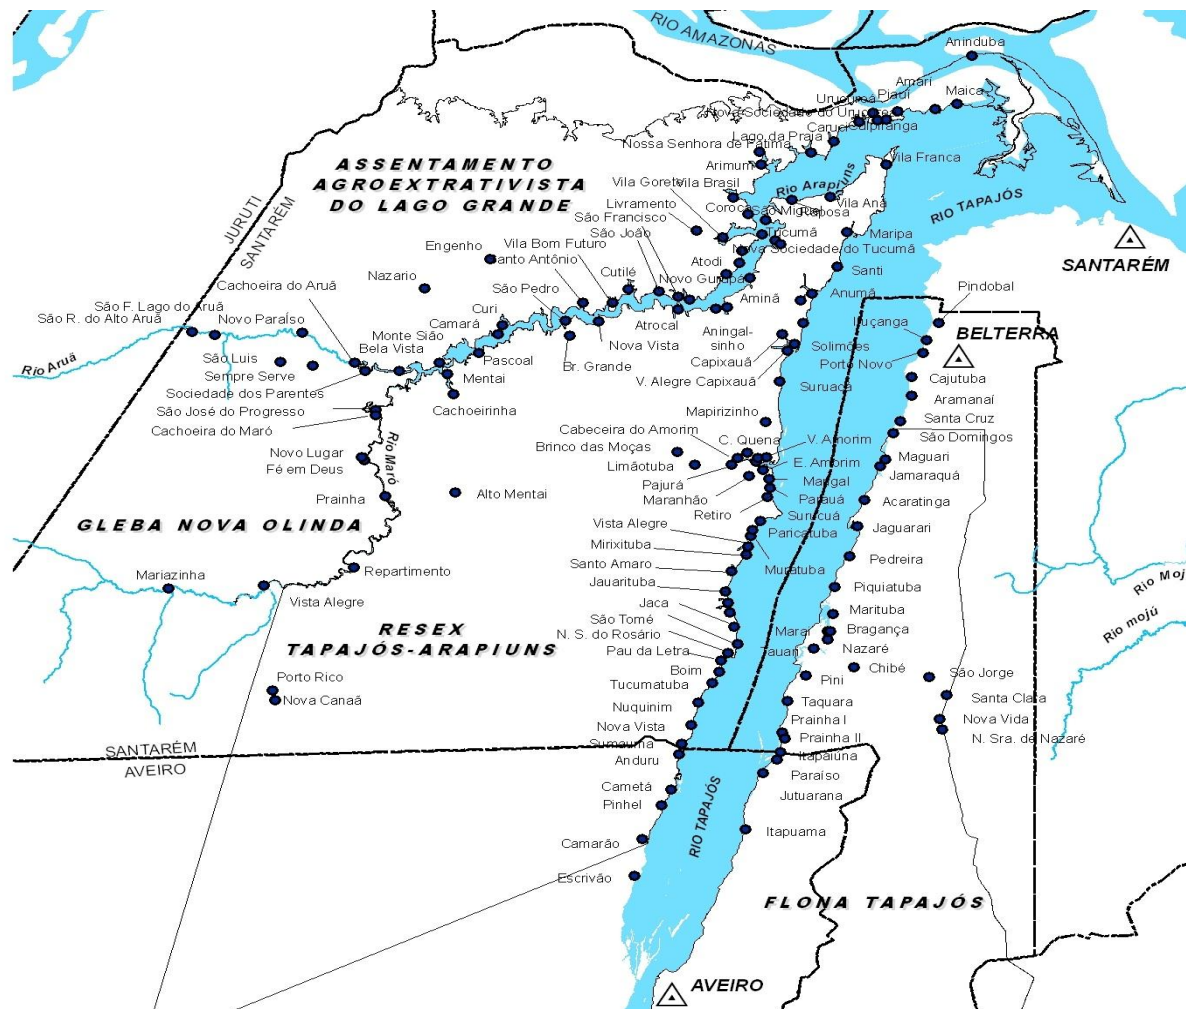 Aninduba
RIO AMAZONAS
Amari
Piauí
Maica
Urucureá
Nova Sociedade do Urucureá
Caruci
Cuipiranga
Lago da Praia
Nossa Senhora de Fátima
Vila Franca
Arimum
ASSENTAMENTO
AGROEXTRATIVISTA
DO LAGO GRANDE
Rio Arapiuns
Vila Gorete
Vila Brasil
RIO TAPAJÓS
Livramento
Coroca
São Miguel
Raposa
Vila Anã
JURUTI
SANTARÉM
São Francisco
São João
Tucumã
Nova Sociedade do Tucumã
Maripa
Engenho
Vila Bom Futuro
Santo Antônio
SANTARÉM
Nazario
Cutilé
Atodi
Novo Gurupá
Santi
Cachoeira do Aruã
São Pedro
Anumã
São F. Lago do Aruã
São R. do Alto Aruã
Novo Paraíso
Curi
Camará
Aminã
Pindobal
Monte Sião
Atrocal
Aningal-
sinho
Iruçanga
BELTERRA
Bela Vista
Pascoal
Br. Grande
Nova Vista
Capixauã
Solimões
Porto Novo
Rio Aruã
São Luis
Sempre Serve
Mentai
V. Alegre Capixauã
Cajutuba
Sociedade dos Parentes
Suruacá
Aramanaí
São José do Progresso
Cachoeirinha
Cachoeira do Maró
Mapirizinho
Santa Cruz
Cabeceira do Amorim
São Domingos
Rio Maró
Brinco das Moças
C. Quena
V. Amorim
Novo Lugar
Fé em Deus
Limãotuba
E. Amorim
Maguari
Pajurá
Mangal
Jamaraquá
Prainha
Alto Mentai
Maranhão
Parauá
Acaratinga
Retiro
GLEBA NOVA OLINDA
Surucuá
Vista Alegre
Paricatuba
Jaguarari
Mirixituba
Pedreira
Santo Amaro
Muratuba
Mariazinha
Repartimento
Jauarituba
Piquiatuba
Rio Moj
Vista Alegre
Jaca
Marituba
São Tomé
Marai
Bragança
Rio mojú
RESEX
TAPAJÓS-ARAPIUNS
N. S. do Rosário
Nazaré
Pau da Letra
Jauari
Chibé
Boim
Pini
São Jorge
Porto Rico
Tucumatuba
Santa Clara
Nova Canaã
Nuquinim
Taquara
Prainha I
Nova Vida
Nova Vista
Prainha II
N. Sra. de Nazaré
SANTARÉM
AVEIRO
Sumaúma
Anduru
Itapaiúna
Paraíso
Cametá
Jutuarana
Pinhel
RIO TAPAJÓS
Itapuama
Camarão
Escrivão
FLONA TAPAJÓS
AVEIRO